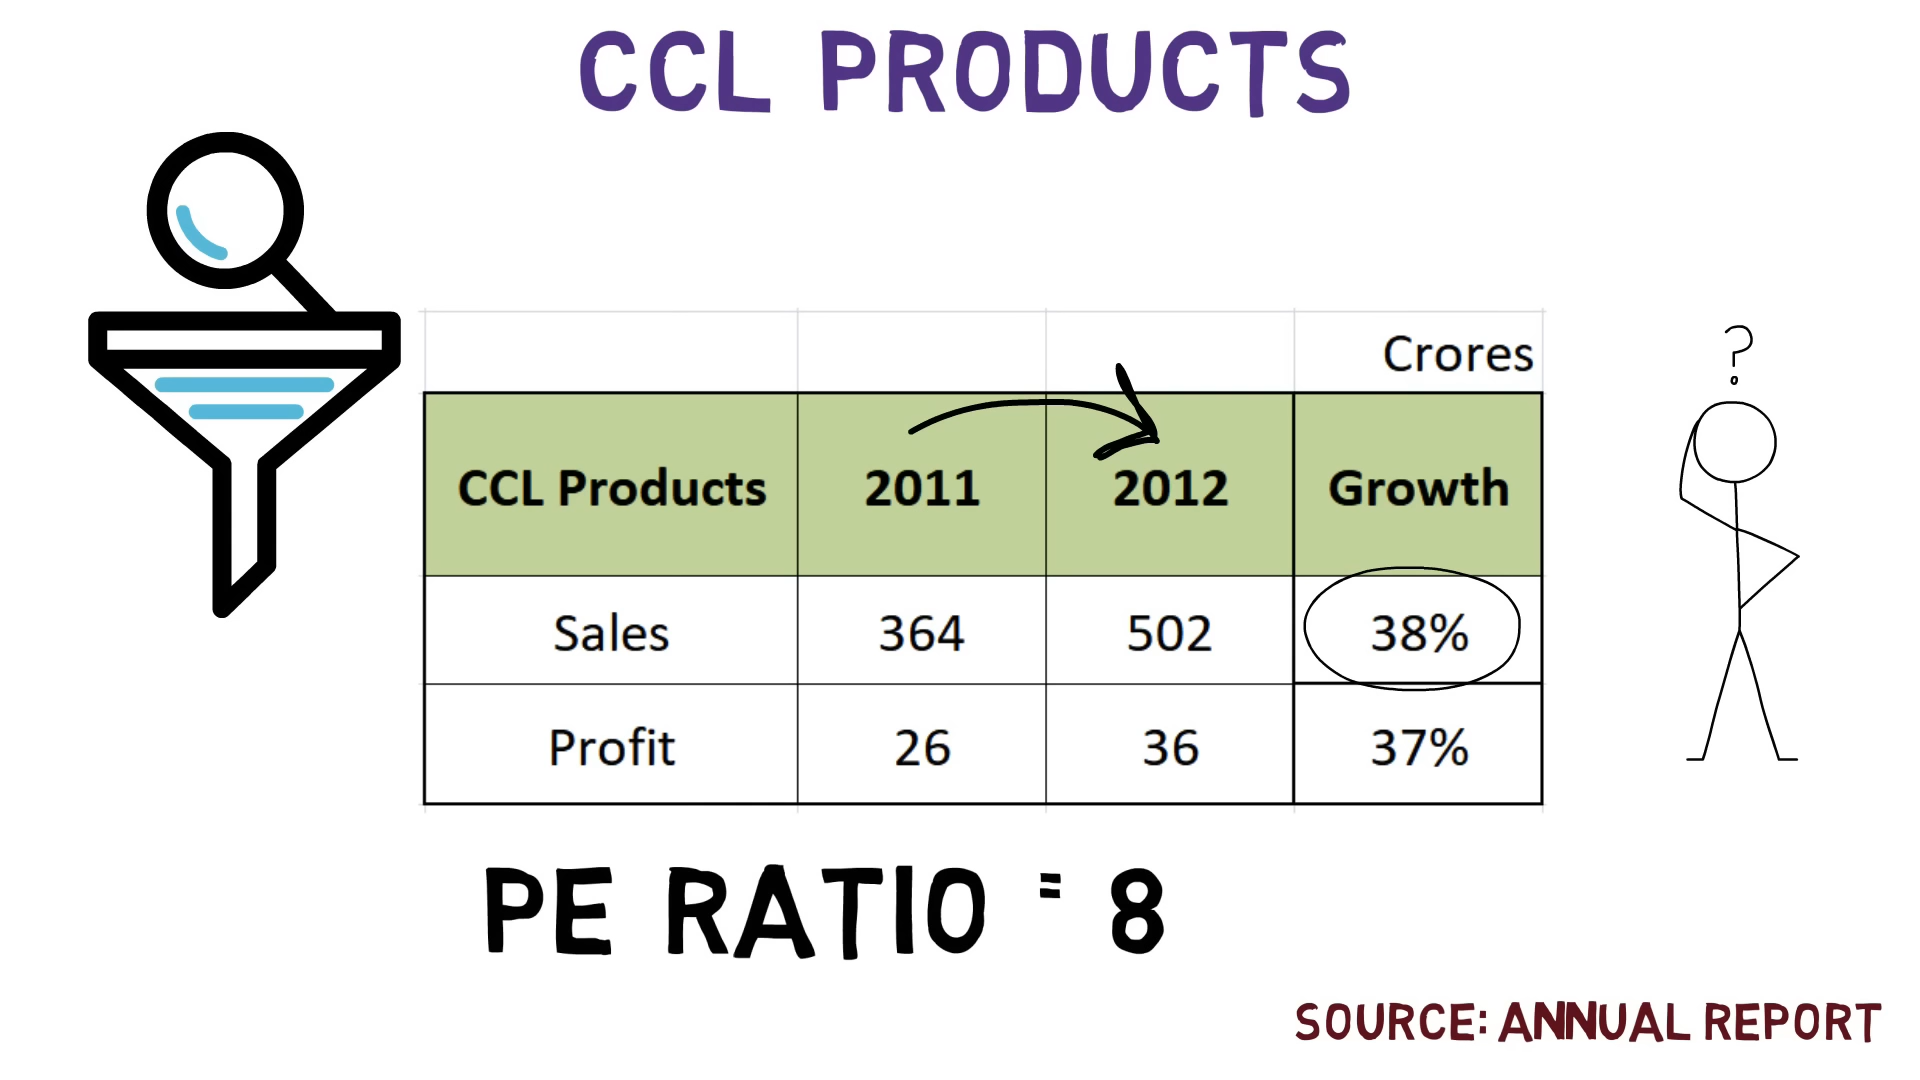 CCL PRODUCTS
Crores
CCL Products 2011 2012 Growth
Sales 364 502 38%
Profit 26 36 37%
?
PE RATIO = 8
SOURCE: ANNUAL REPORT